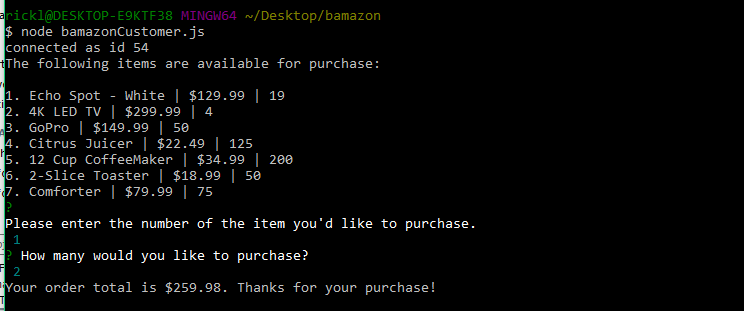 rickl@DESKTOP-E9KTF38 MINGW64 ~/Desktop/bamazon
$ node bamazonCustomer.js
connected as id 54
The following items are available for purchase:
1. Echo Spot - White | $129.99 | 19
2. 4K LED TV | $299.99 | 4
3. GoPro | $149.99 | 50
4. Citrus Juicer | $22.49 | 125
5. 12 Cup CoffeeMaker | $34.99 | 200
6. 2-Slice Toaster | $18.99 | 50
7. Comforter | $79.99 | 75
?
Please enter the number of the item you'd like to purchase.
1
? How many would you like to purchase?
2
Your order total is $259.98. Thanks for your purchase!